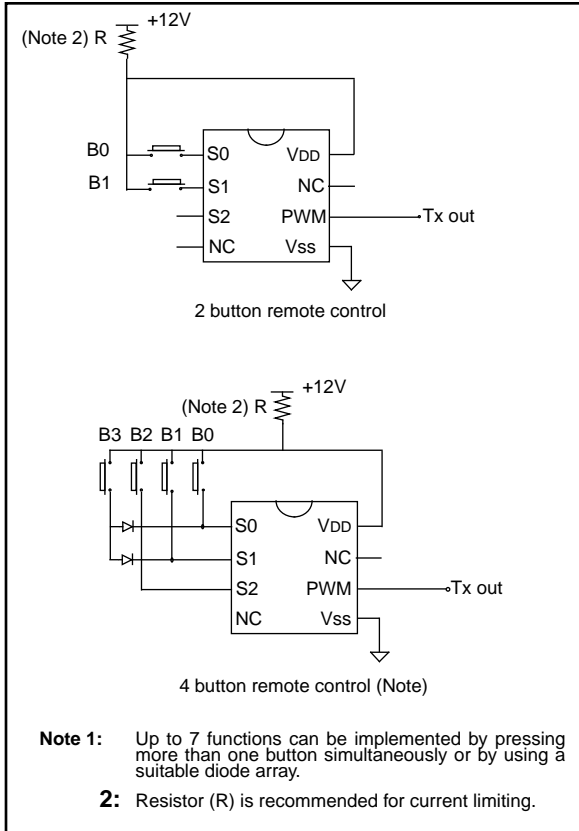 +12V
(Note 2) R
B0
B1
S0
S1
S2
NC
VDD
NC
PWM
Vss
Tx out
2 button remote control
+12V
(Note 2) R
B3 B2 B1 B0
S0
S1
S2
NC
VDD
NC
PWM
Vss
Tx out
4 button remote control (Note)
Note 1: Up to 7 functions can be implemented by pressing
more than one button simultaneously or by using a
suitable diode array.
2: Resistor (R) is recommended for current limiting.